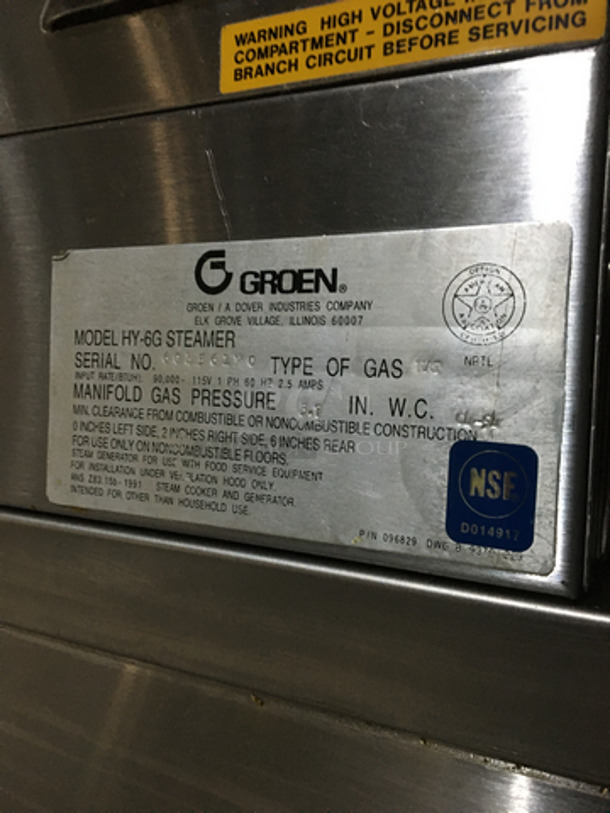 WARNING HIGH VOLTAGE
COMPARTMENT - DISCONNECT FROM
BRANCH CIRCUIT BEFORE SERVICING
G GROEN®
GROEN / A DOVER INDUSTRIES COMPANY
ELK GROVE VILLAGE, ILLINOIS 60007
MODEL HY-6G STEAMER
SERIAL NO. TYPE OF GAS
INPUT RATE(BTUH). 90,000 - 115V 1 PH 60 HZ 2.5 AMPS
MANIFOLD GAS PRESSURE IN. W.C.
MIN. CLEARANCE FROM COMBUSTIBLE OR NONCOMBUSTIBLE CONSTRUCTION
0 INCHES LEFT SIDE, 2 INCHES RIGHT SIDE, 6 INCHES REAR
FOR USE ONLY ON NONCOMBUSTIBLE FLOORS.
STEAM GENERATOR FOR USE WITH FOOD SERVICE EQUIPMENT
FOR INSTALLATION UNDER VENTILATION HOOD ONLY.
STEAM COOKER AND GENERATOR
INTENDED FOR OTHER THAN HOUSEHOLD USE.
DESIGN
AMERICAN
CERTIFIED
NRTL
NSF
D014917
P/N 096829 DWG B
GROUP